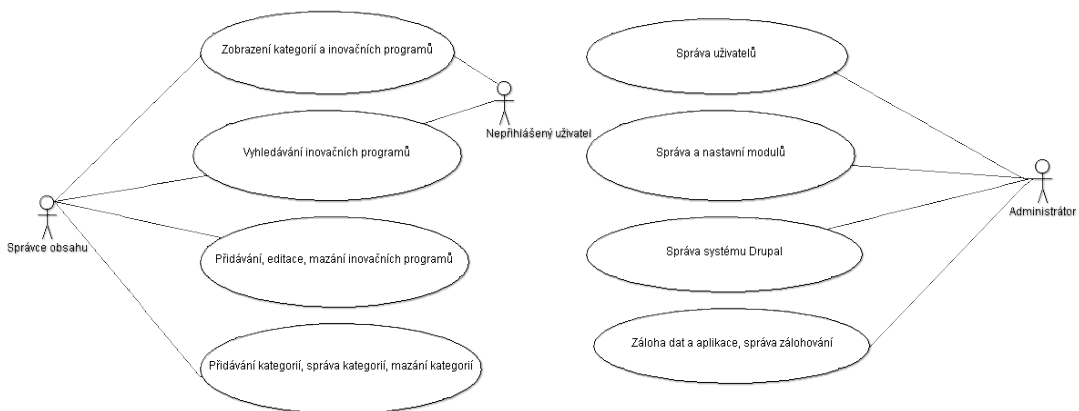 Zobrazení kategorií a inovačních programů
Správa uživatelů
Nepřihlášený uživatel
Vyhledávání inovačních programů
Správa a nastavní modulů
Administrátor
Správce obsahu
Přidávání, editace, mazání inovačních programů
Správa systému Drupal
Přidávání kategorií, správa kategorií, mazání kategorií
Záloha dat a aplikace, správa zálohování